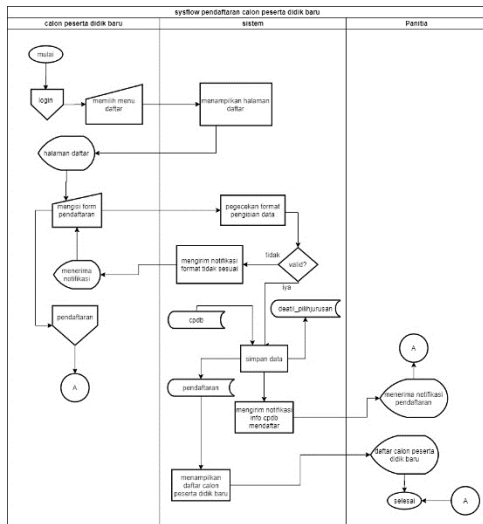 sysflow pendaftaran calon peserta didik baru
calon peserta didik baru
sistem
Panitia
mulai
login
memilih menu
daftar
menampilkan halaman
daftar
halaman daftar
mengisi form
pendaftaran
pegecekan format
pengisian data
tidak
valid?
iya
mengirim notifikasi
format tidak sesuai
menerima
notifikasi
pendaftaran
A
cpdb
deatil_pilinjurusan
simpan data
pendaftaran
mengirim notifikasi
info cpdb
mendaftar
A
menerima notifikasi
pendaftaran
menampilkan
daftar calon
peserta didik baru
daftar calom peserta
didik baru
selesai
A